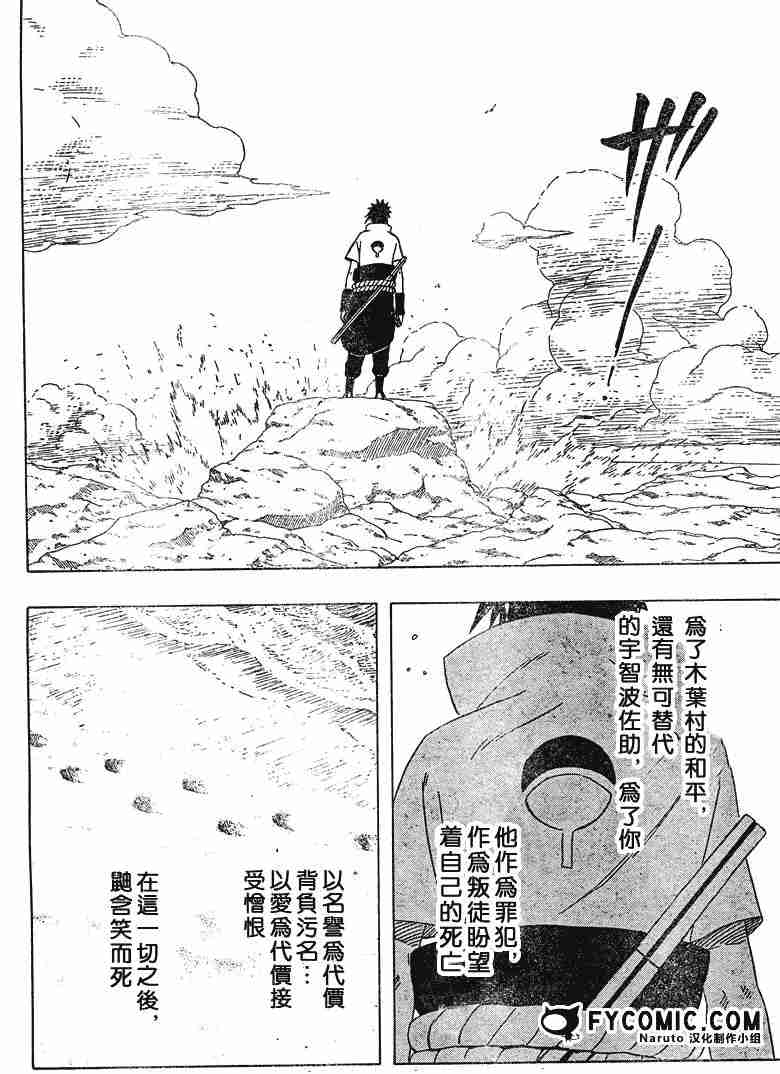 爲了木葉村的和平，
還有無可替代
的宇智波佐助，爲了你
他作爲罪犯，
作爲叛徒盼望
着自己的死亡
以名譽爲代價
背負污名…
以愛爲代價接
受憎恨
在這一切之後，
鼬含笑而死
FYCOMIC.COM
Naruto 汉化制作小组